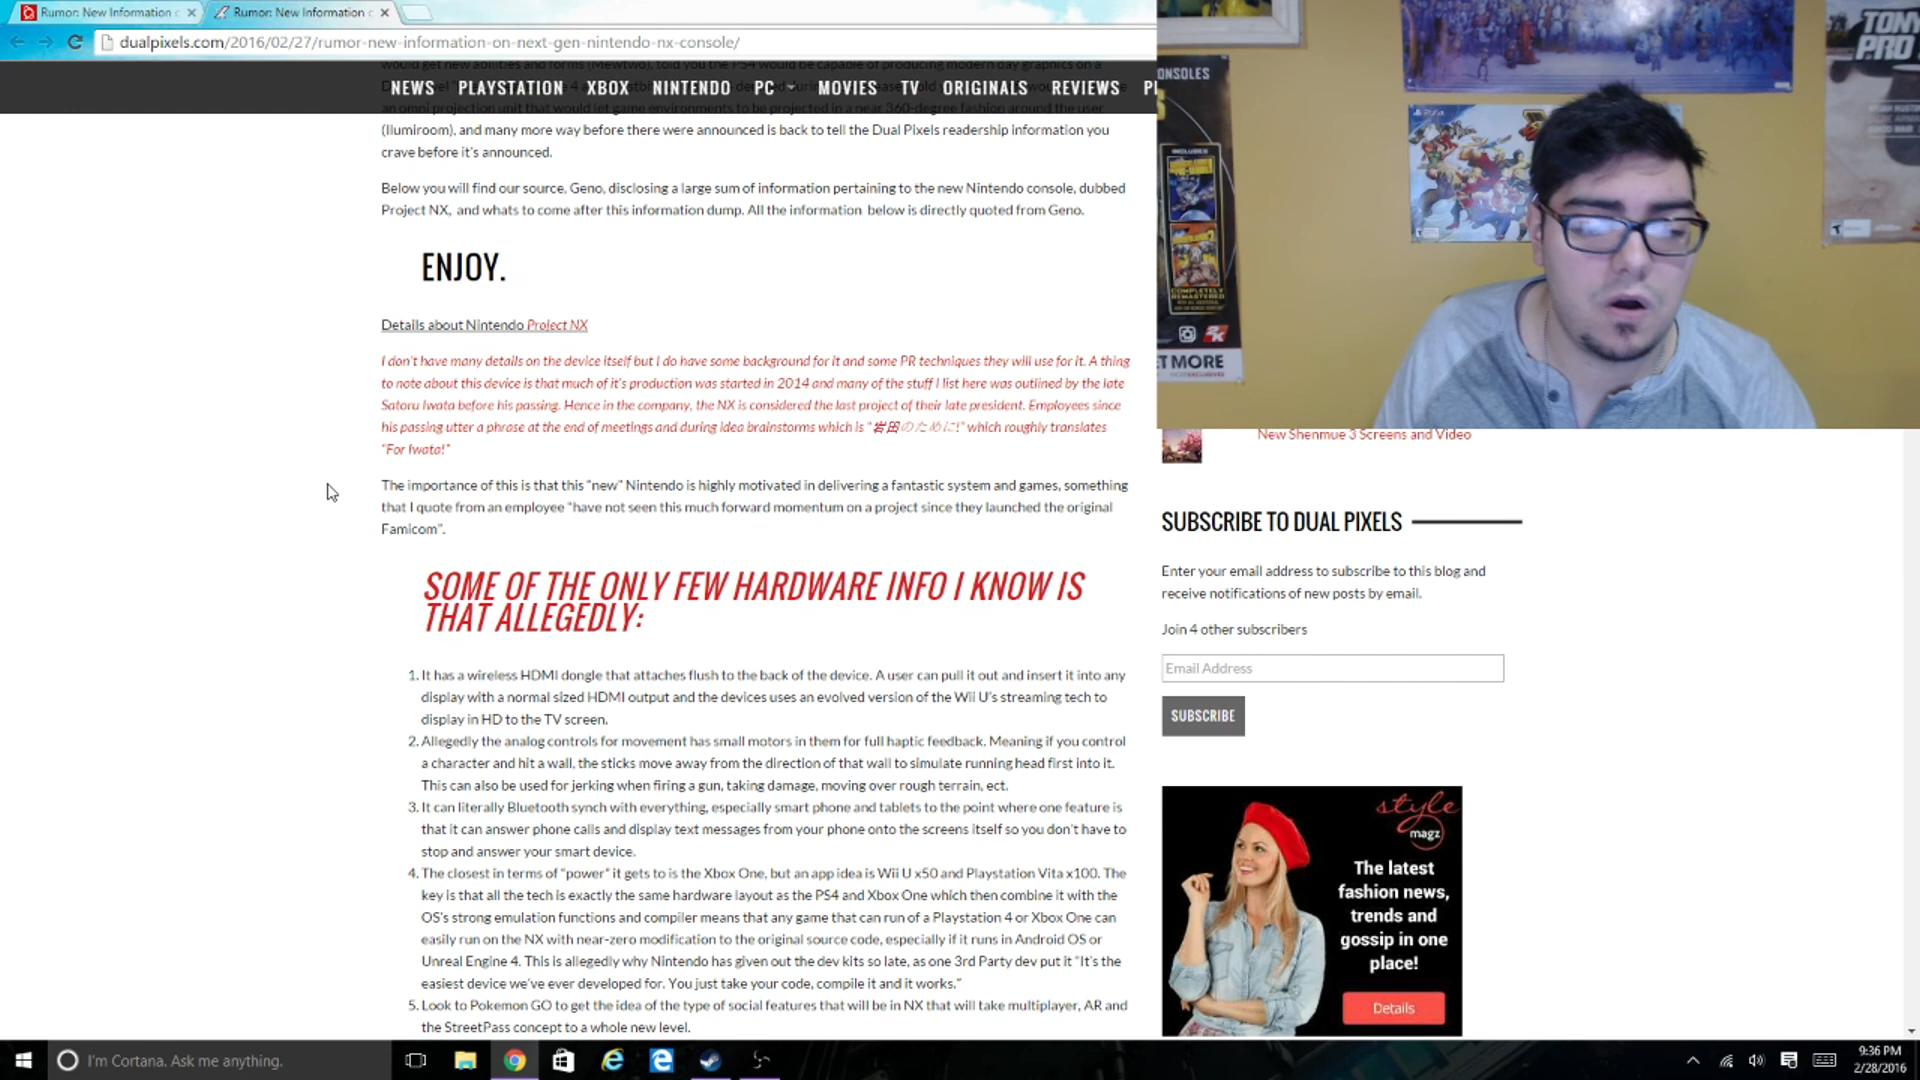 Rumor: New Information
Rumor: New Information
dualpixels.com/2016/02/27/rumor-new-information-on-next-gen-nintendo-nx-console/
NEWS PLAYSTATION XBOX NINTENDO PC MOVIES TV ORIGINALS REVIEWS
(Ilumiroom), and many more way before there were announced is back to tell the Dual Pixels readership information you
crave before it's announced.
Below you will find our source, Geno, disclosing a large sum of information pertaining to the new Nintendo console, dubbed
Project NX, and whats to come after this information dump. All the information below is directly quoted from Geno.
ENJOY.
Details about Nintendo Project NX
I don't have many details on the device itself but I do have some background for it and some PR techniques they will use for it. A thing
to note about this device is that much of it's production was started in 2014 and many of the stuff I list here was outlined by the late
Satoru Iwata before his passing. Hence in the company, the NX is considered the last project of their late president. Employees since
his passing utter a phrase at the end of meetings and during idea brainstorms which is "岩田のために!" which roughly translates
"For Iwata!"
The importance of this is that this "new" Nintendo is highly motivated in delivering a fantastic system and games, something
that I quote from an employee "have not seen this much forward momentum on a project since they launched the original
Famicom".
SOME OF THE ONLY FEW HARDWARE INFO I KNOW IS
THAT ALLEGEDLY:
1. It has a wireless HDMI dongle that attaches flush to the back of the device. A user can pull it out and insert it into any
display with a normal sized HDMI output and the devices uses an evolved version of the Wii U's streaming tech to
display in HD to the TV screen.
2. Allegedly the analog controls for movement has small motors in them for full haptic feedback. Meaning if you control
a character and hit a wall, the sticks move away from the direction of that wall to simulate running head first into it.
This can also be used for jerking when firing a gun, taking damage, moving over rough terrain, ect.
3. It can literally Bluetooth synch with everything, especially smart phone and tablets to the point where one feature is
that it can answer phone calls and display text messages from your phone onto the screens itself so you don't have to
stop and answer your smart device.
4. The closest in terms of "power" it gets to is the Xbox One, but an app idea is Wii U x50 and Playstation Vita x100. The
key is that all the tech is exactly the same hardware layout as the PS4 and Xbox One which then combine it with the
OS's strong emulation functions and compiler means that any game that can run of a Playstation 4 or Xbox One can
easily run on the NX with near-zero modification to the original source code, especially if it runs in Android OS or
Unreal Engine 4. This is allegedly why Nintendo has given out the dev kits so late, as one 3rd Party dev put it "It's the
easiest device we've ever developed for. You just take your code, compile it and it works."
5. Look to Pokemon GO to get the idea of the type of social features that will be in NX that will take multiplayer, AR and
the StreetPass concept to a whole new level.
ONSOLES
INCLUDES
COMPLETELY
REMASTERED
2K
ET MORE
PS4
TONY
PRO
New Shenmue 3 Screens and Video
SUBSCRIBE TO DUAL PIXELS
Enter your email address to subscribe to this blog and
receive notifications of new posts by email.
Join 4 other subscribers
Email Address
SUBSCRIBE
style
magz
The latest
fashion news,
trends and
gossip in one
place!
Details
I'm Cortana. Ask me anything.
9:36 PM
2/28/2016